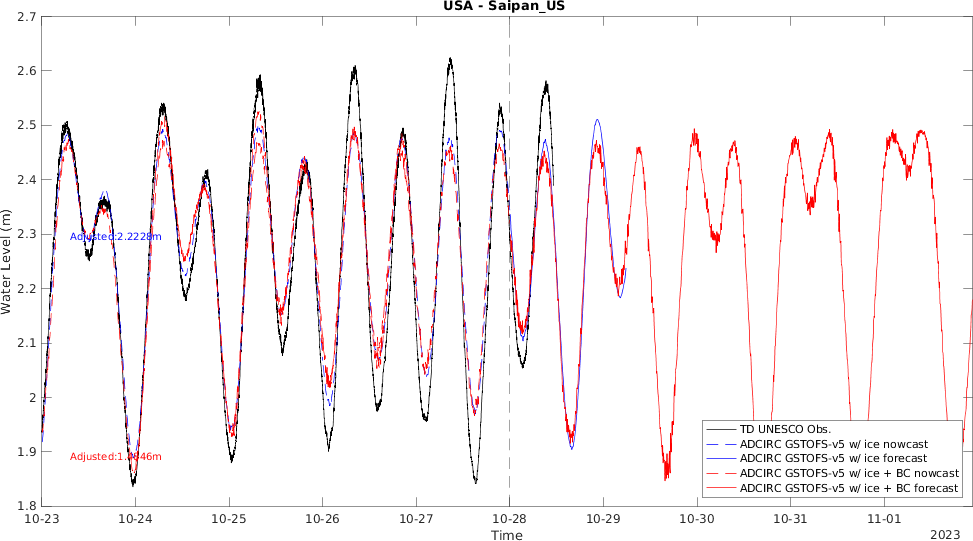 USA - Saipan_US
Water Level (m)
2.7
2.6
2.5
2.4
2.3
2.2
2.1
2
1.9
1.8
Adjusted:2.2228m
TD UNESCO Obs.
ADCIRC GSTOFS-v5 w/ ice nowcast
ADCIRC GSTOFS-v5 w/ ice forecast
ADCIRC GSTOFS-v5 w/ ice + BC nowcast
ADCIRC GSTOFS-v5 w/ ice + BC forecast
10-23
10-24
10-25
10-26
10-27
10-28
10-29
10-30
10-31
11-01
Time
2023